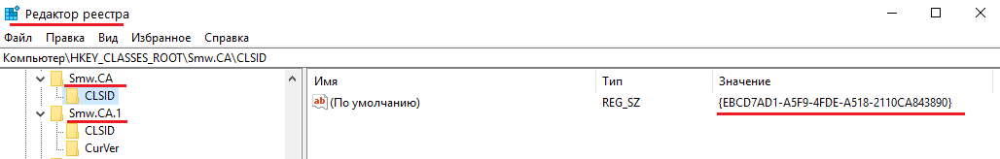 Редактор реестра
Файл Правка Вид Избранное Справка
Компьютер\HKEY_CLASSES_ROOT\Smw.CA\CLSID
Smw.CA
CLSID
Smw.CA.1
CLSID
CurVer
Имя Тип Значение
ab (По умолчанию) REG_SZ {EBCD7AD1-A5F9-4FDE-A518-2110CA843890}